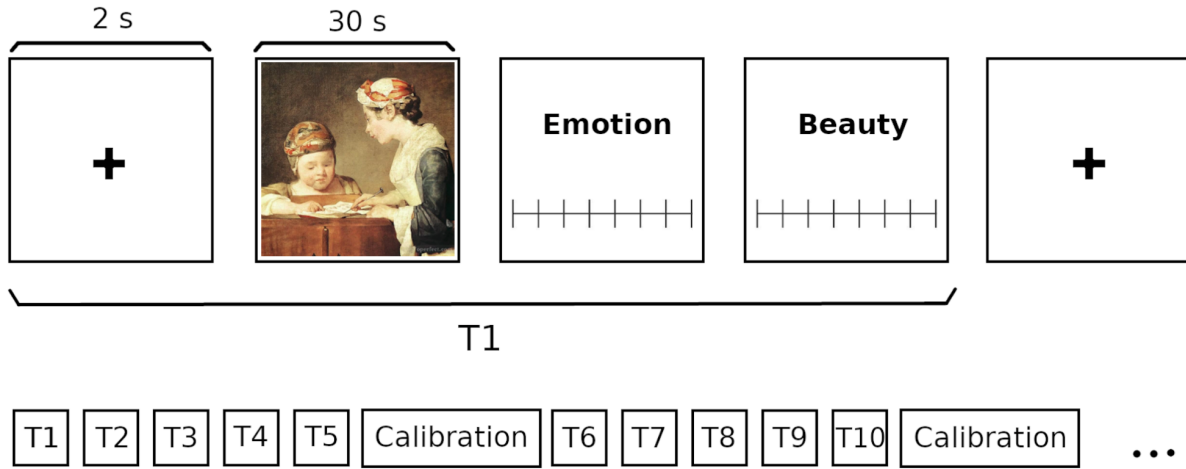 2 s
30 s
+
Emotion
Beauty
+
T1
T1 T2 T3 T4 T5 Calibration T6 T7 T8 T9 T10 Calibration ...